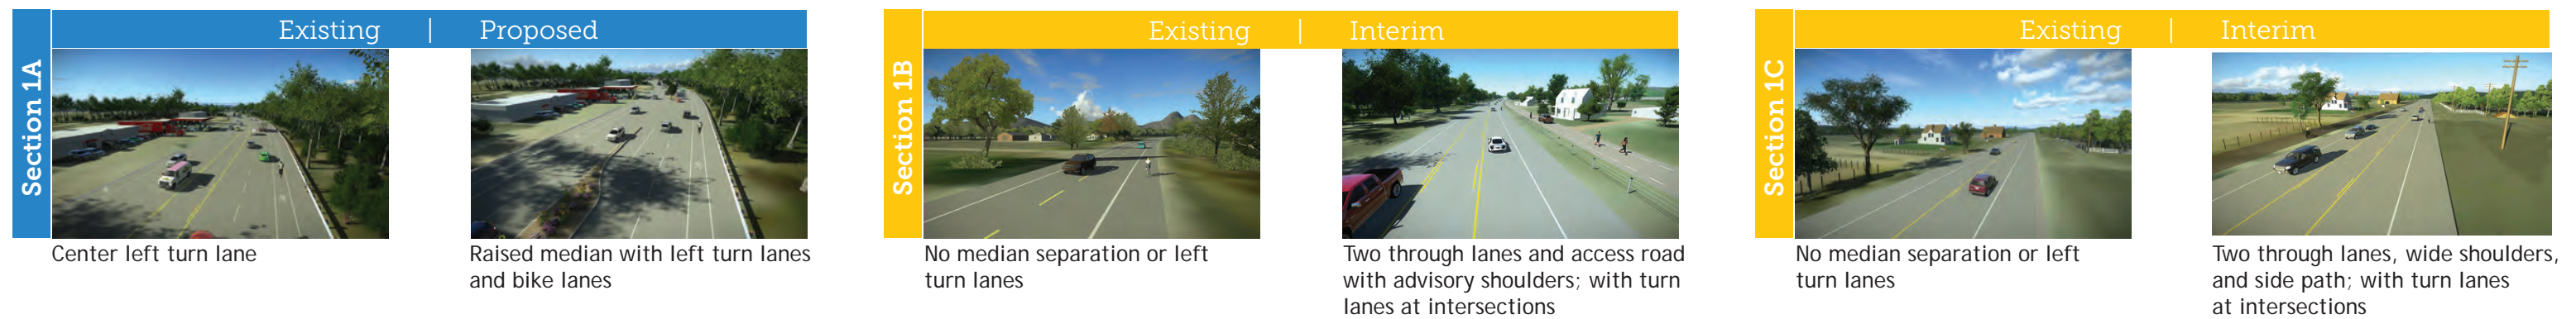 Section 1A
Existing | Proposed
Center left turn lane
Raised median with left turn lanes
and bike lanes
Section 1B
Existing | Interim
No median separation or left
turn lanes
Two through lanes and access road
with advisory shoulders; with turn
lanes at intersections
Section 1C
Existing | Interim
No median separation or left
turn lanes
Two through lanes, wide shoulders,
and side path; with turn lanes
at intersections